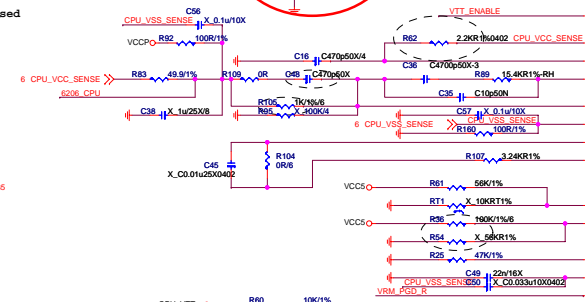 sed
C56
CPU_VSS_SENSE X_0.1u/10X
VTT_ENABLE
VCCP R92 100R/1%
R62 2.2KR1%0402 CPU_VCC_SENSE
C16 C4700p50X/4
C36 C4700p50X-3
6 CPU_VCC_SENSE R83 49.9/1% R109 0R C48 C4700p50X
R89 15.4KR1%-RH
6206_CPU
C35 C10p50N
R105 1K/1%/6
R95 X_100K/4
C38 X_1u/25X/8
C57 X_0.1u/10X
6 CPU_VSS_SENSE CPU_VSS_SENSE
R160 100R/1%
R104
0R/6
C45
X_C0.01u25X0402
R107 3.24KR1%
VCC5 R61 56K/1%
RT1 X_10KRT1%
VCC5 R36 100K/1%/6
R54 X_56KR1%
R25 47K/1%
C49 22n/16X
CPU_VSS_SENSE C50 X_C0.033u10X0402
VRM_PGD_R
R60 10K/1%